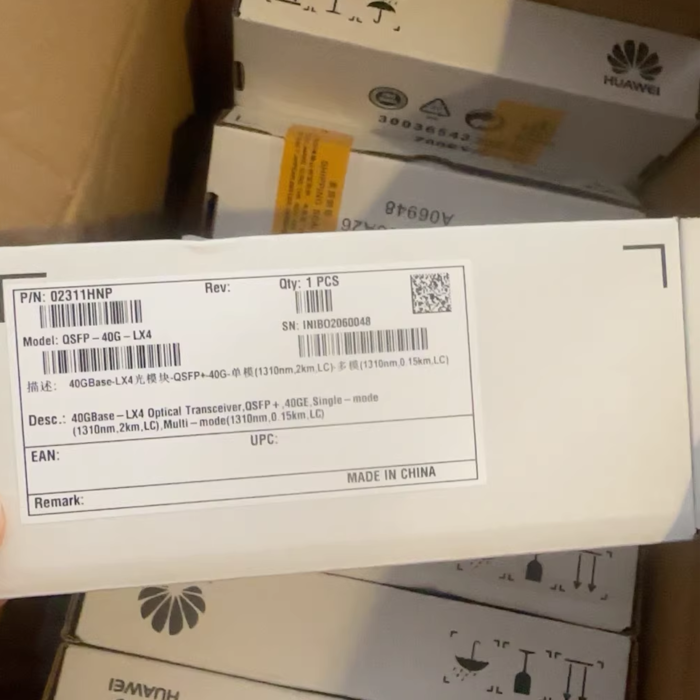 HUAWEI
30036542
A06948
P/N: 02311HNP
Rev:
Qty: 1 PCS
Model: QSFP-40G-LX4
SN: INIBO2060048
描述: 40GBase-LX4光模块-QSFP+-40G-单模(1310nm,2km,LC)-多模(1310nm,0.15km,LC)
Desc.: 40GBase-LX4 Optical Transceiver,QSFP+,40GE,Single-mode
(1310nm,2km,LC),Multi-mode(1310nm,0.15km,LC)
EAN:
UPC:
MADE IN CHINA
Remark:
HUAWEI